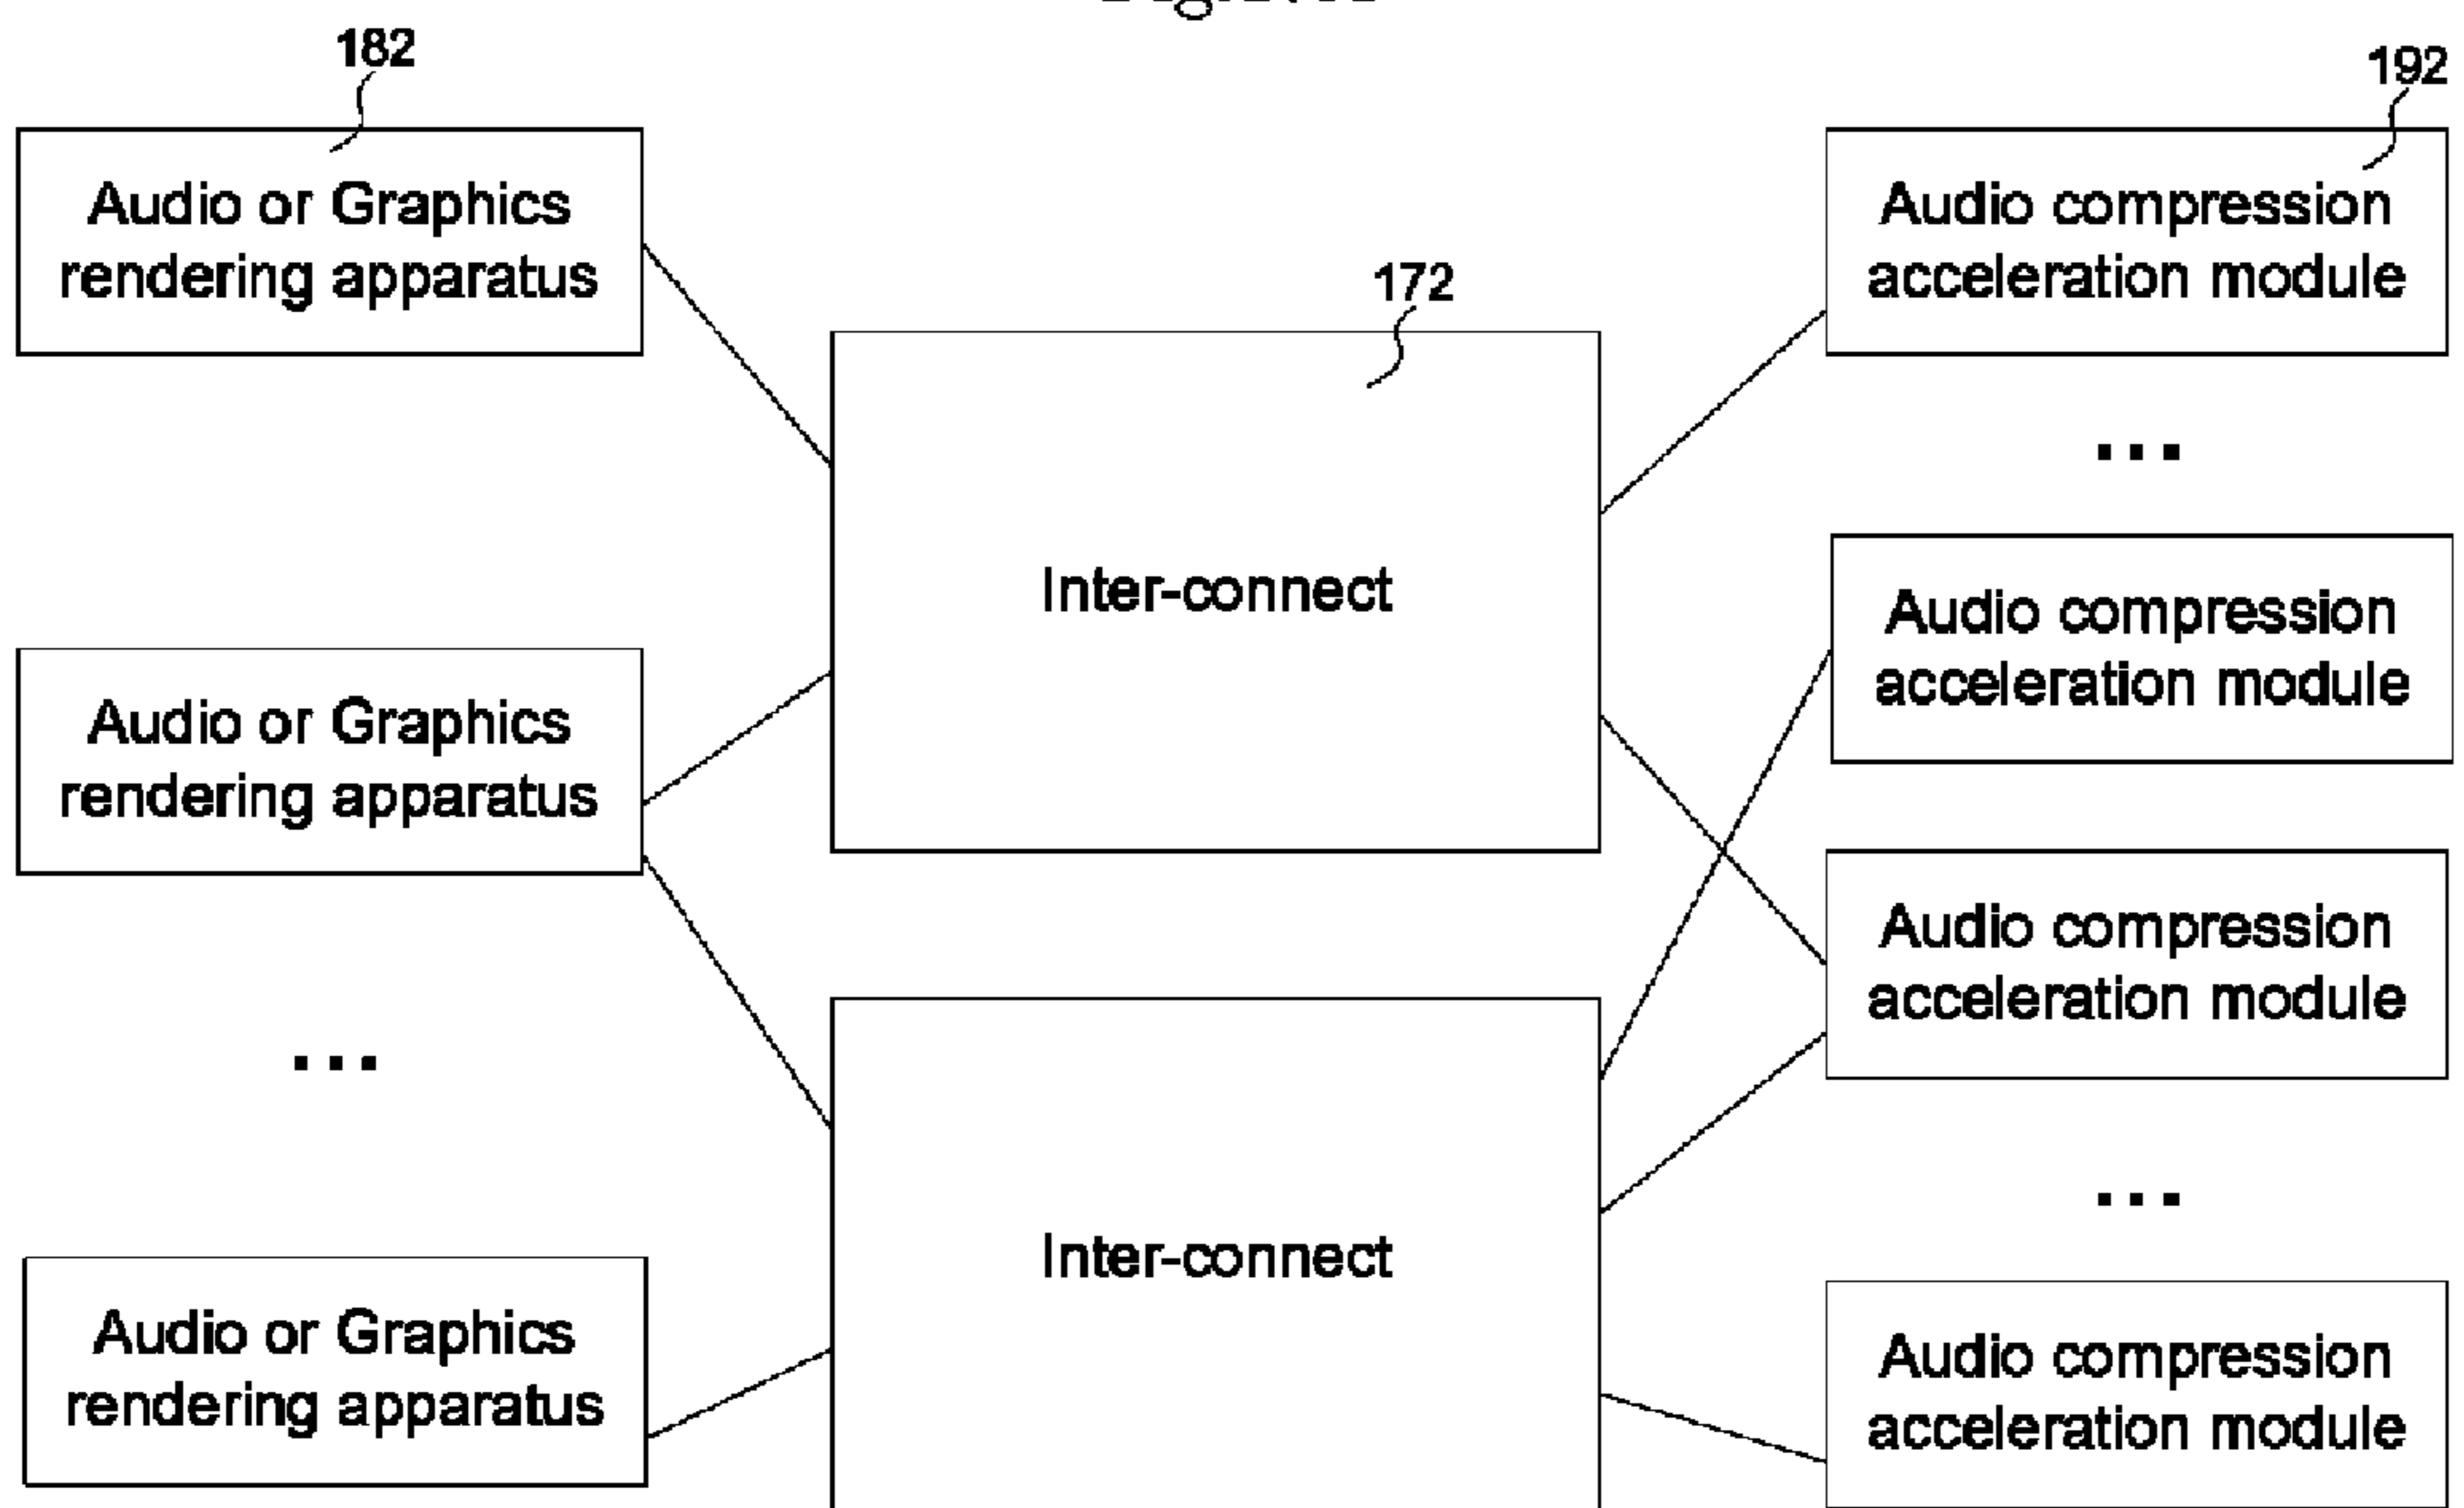 182
192
Audio or Graphics
rendering apparatus
Audio compression
acceleration module
172
...
Inter-connect
Audio compression
acceleration module
Audio or Graphics
rendering apparatus
Audio compression
acceleration module
...
...
Inter-connect
Audio or Graphics
rendering apparatus
Audio compression
acceleration module